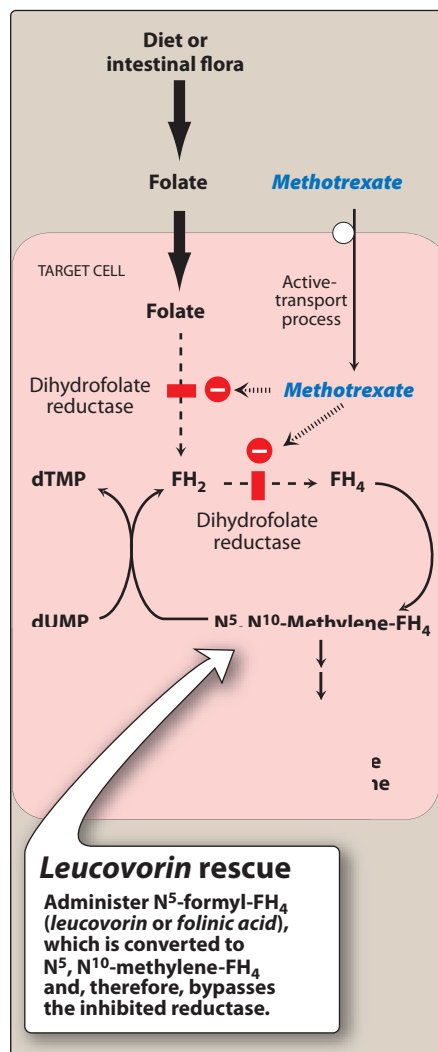 Diet or
intestinal flora
Folate
Methotrexate
TARGET CELL
Active-
transport
process
Folate
Dihydrofolate
reductase
Methotrexate
dTMP
FH₂
FH₄
Dihydrofolate
reductase
dUMP
N⁵, N¹⁰-Methylene-FH₄
e
ne
Leucovorin rescue
Administer N⁵-formyl-FH₄
(leucovorin or folinic acid),
which is converted to
N⁵, N¹⁰-methylene-FH₄
and, therefore, bypasses
the inhibited reductase.